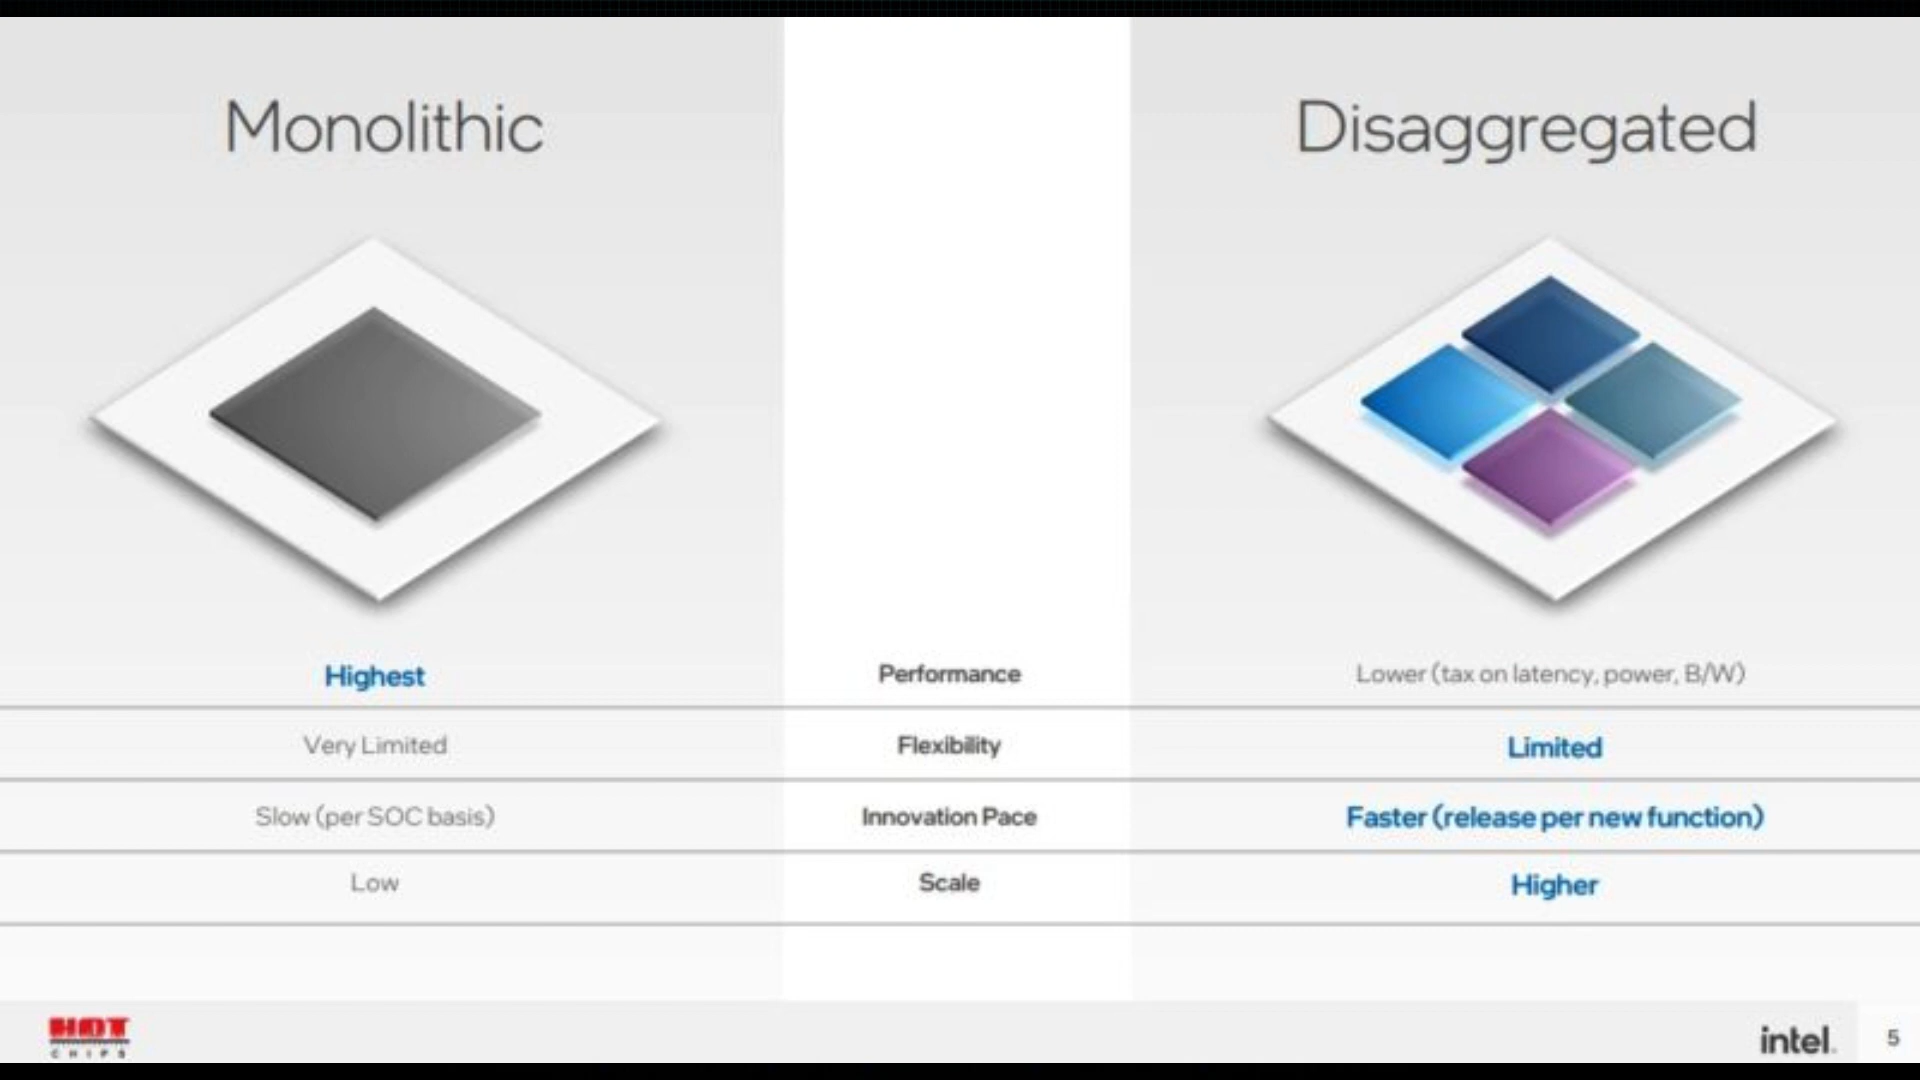 Monolithic
Disaggregated
Highest Performance Lower (tax on latency, power, B/W)
Very Limited Flexibility Limited
Slow (per SOC basis) Innovation Pace Faster (release per new function)
Low Scale Higher
HOT
CHIPS
intel. 5